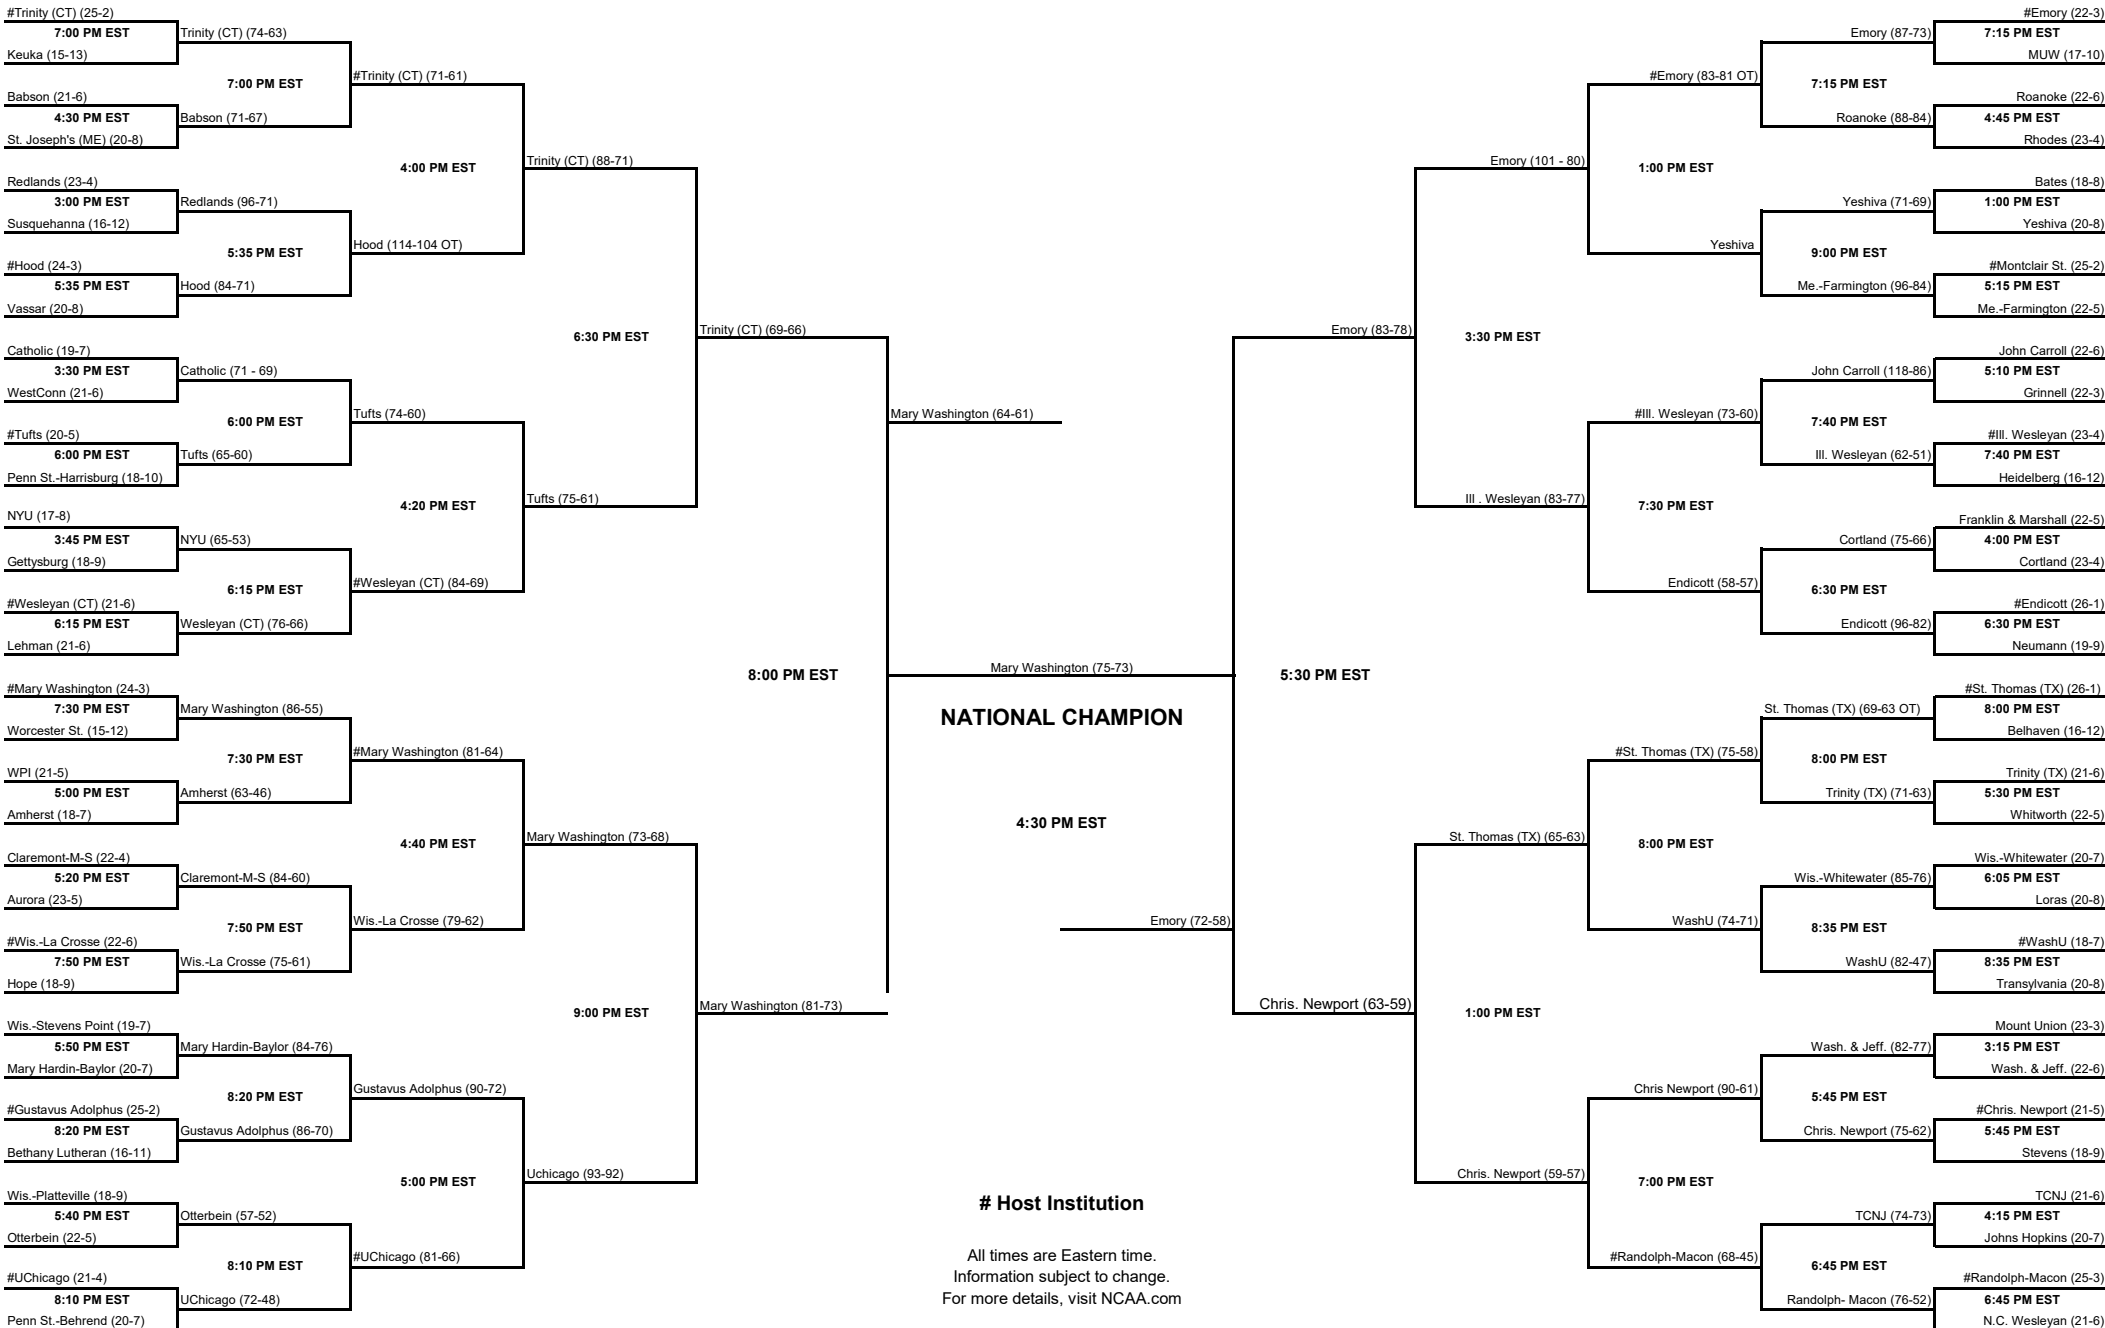 #Trinity (CT) (25-2)
7:00 PM EST
Keuka (15-13)
Babson (21-6)
4:30 PM EST
St. Joseph's (ME) (20-8)
Redlands (23-4)
3:00 PM EST
Susquehanna (16-12)
#Hood (24-3)
5:35 PM EST
Vassar (20-8)
Catholic (19-7)
3:30 PM EST
WestConn (21-6)
#Tufts (20-5)
6:00 PM EST
Penn St.-Harrisburg (18-10)
NYU (17-8)
3:45 PM EST
Gettysburg (18-9)
#Wesleyan (CT) (21-6)
6:15 PM EST
Lehman (21-6)
#Mary Washington (24-3)
7:30 PM EST
Worcester St. (15-12)
WPI (21-5)
5:00 PM EST
Amherst (18-7)
Claremont-M-S (22-4)
5:20 PM EST
Aurora (23-5)
#Wis.-La Crosse (22-6)
7:50 PM EST
Hope (18-9)
Wis.-Stevens Point (19-7)
5:50 PM EST
Mary Hardin-Baylor (20-7)
#Gustavus Adolphus (25-2)
8:20 PM EST
Bethany Lutheran (16-11)
Wis.-Platteville (18-9)
5:40 PM EST
Otterbein (22-5)
#UChicago (21-4)
8:10 PM EST
Penn St.-Behrend (20-7)
Trinity (CT) (74-63)
7:00 PM EST
Babson (71-67)
Redlands (96-71)
5:35 PM EST
Hood (84-71)
Catholic (71 - 69)
6:00 PM EST
Tufts (65-60)
NYU (65-53)
6:15 PM EST
Wesleyan (CT) (76-66)
Mary Washington (86-55)
7:30 PM EST
Amherst (63-46)
Claremont-M-S (84-60)
7:50 PM EST
Wis.-La Crosse (75-61)
Mary Hardin-Baylor (84-76)
8:20 PM EST
Gustavus Adolphus (86-70)
Otterbein (57-52)
8:10 PM EST
UChicago (72-48)
#Trinity (CT) (71-61)
4:00 PM EST
Hood (114-104 OT)
Tufts (74-60)
4:20 PM EST
#Wesleyan (CT) (84-69)
#Mary Washington (81-64)
4:40 PM EST
Wis.-La Crosse (79-62)
Gustavus Adolphus (90-72)
5:00 PM EST
#UChicago (81-66)
Trinity (CT) (88-71)
6:30 PM EST
Tufts (75-61)
Mary Washington (73-68)
9:00 PM EST
Uchicago (93-92)
Trinity (CT) (69-66)
8:00 PM EST
Mary Washington (81-73)
Mary Washington (64-61)
Mary Washington (75-73)
NATIONAL CHAMPION
4:30 PM EST
Emory (72-58)
# Host Institution
All times are Eastern time.
Information subject to change.
For more details, visit NCAA.com
Emory (83-78)
5:30 PM EST
Chris. Newport (63-59)
Emory (101 - 80)
3:30 PM EST
Ill . Wesleyan (83-77)
St. Thomas (TX) (65-63)
1:00 PM EST
Chris. Newport (59-57)
#Emory (83-81 OT)
1:00 PM EST
Yeshiva
#Ill. Wesleyan (73-60)
7:30 PM EST
Endicott (58-57)
#St. Thomas (TX) (75-58)
8:00 PM EST
WashU (74-71)
Chris Newport (90-61)
7:00 PM EST
#Randolph-Macon (68-45)
Emory (87-73)
7:15 PM EST
Roanoke (88-84)
Yeshiva (71-69)
9:00 PM EST
Me.-Farmington (96-84)
John Carroll (118-86)
7:40 PM EST
Ill. Wesleyan (62-51)
Cortland (75-66)
6:30 PM EST
Endicott (96-82)
St. Thomas (TX) (69-63 OT)
8:00 PM EST
Trinity (TX) (71-63)
Wis.-Whitewater (85-76)
8:35 PM EST
WashU (82-47)
Wash. & Jeff. (82-77)
5:45 PM EST
Chris. Newport (75-62)
TCNJ (74-73)
6:45 PM EST
Randolph- Macon (76-52)
#Emory (22-3)
7:15 PM EST
MUW (17-10)
Roanoke (22-6)
4:45 PM EST
Rhodes (23-4)
Bates (18-8)
1:00 PM EST
Yeshiva (20-8)
#Montclair St. (25-2)
5:15 PM EST
Me.-Farmington (22-5)
John Carroll (22-6)
5:10 PM EST
Grinnell (22-3)
#Ill. Wesleyan (23-4)
7:40 PM EST
Heidelberg (16-12)
Franklin & Marshall (22-5)
4:00 PM EST
Cortland (23-4)
#Endicott (26-1)
6:30 PM EST
Neumann (19-9)
#St. Thomas (TX) (26-1)
8:00 PM EST
Belhaven (16-12)
Trinity (TX) (21-6)
5:30 PM EST
Whitworth (22-5)
Wis.-Whitewater (20-7)
6:05 PM EST
Loras (20-8)
#WashU (18-7)
8:35 PM EST
Transylvania (20-8)
Mount Union (23-3)
3:15 PM EST
Wash. & Jeff. (22-6)
#Chris. Newport (21-5)
5:45 PM EST
Stevens (18-9)
TCNJ (21-6)
4:15 PM EST
Johns Hopkins (20-7)
#Randolph-Macon (25-3)
6:45 PM EST
N.C. Wesleyan (21-6)